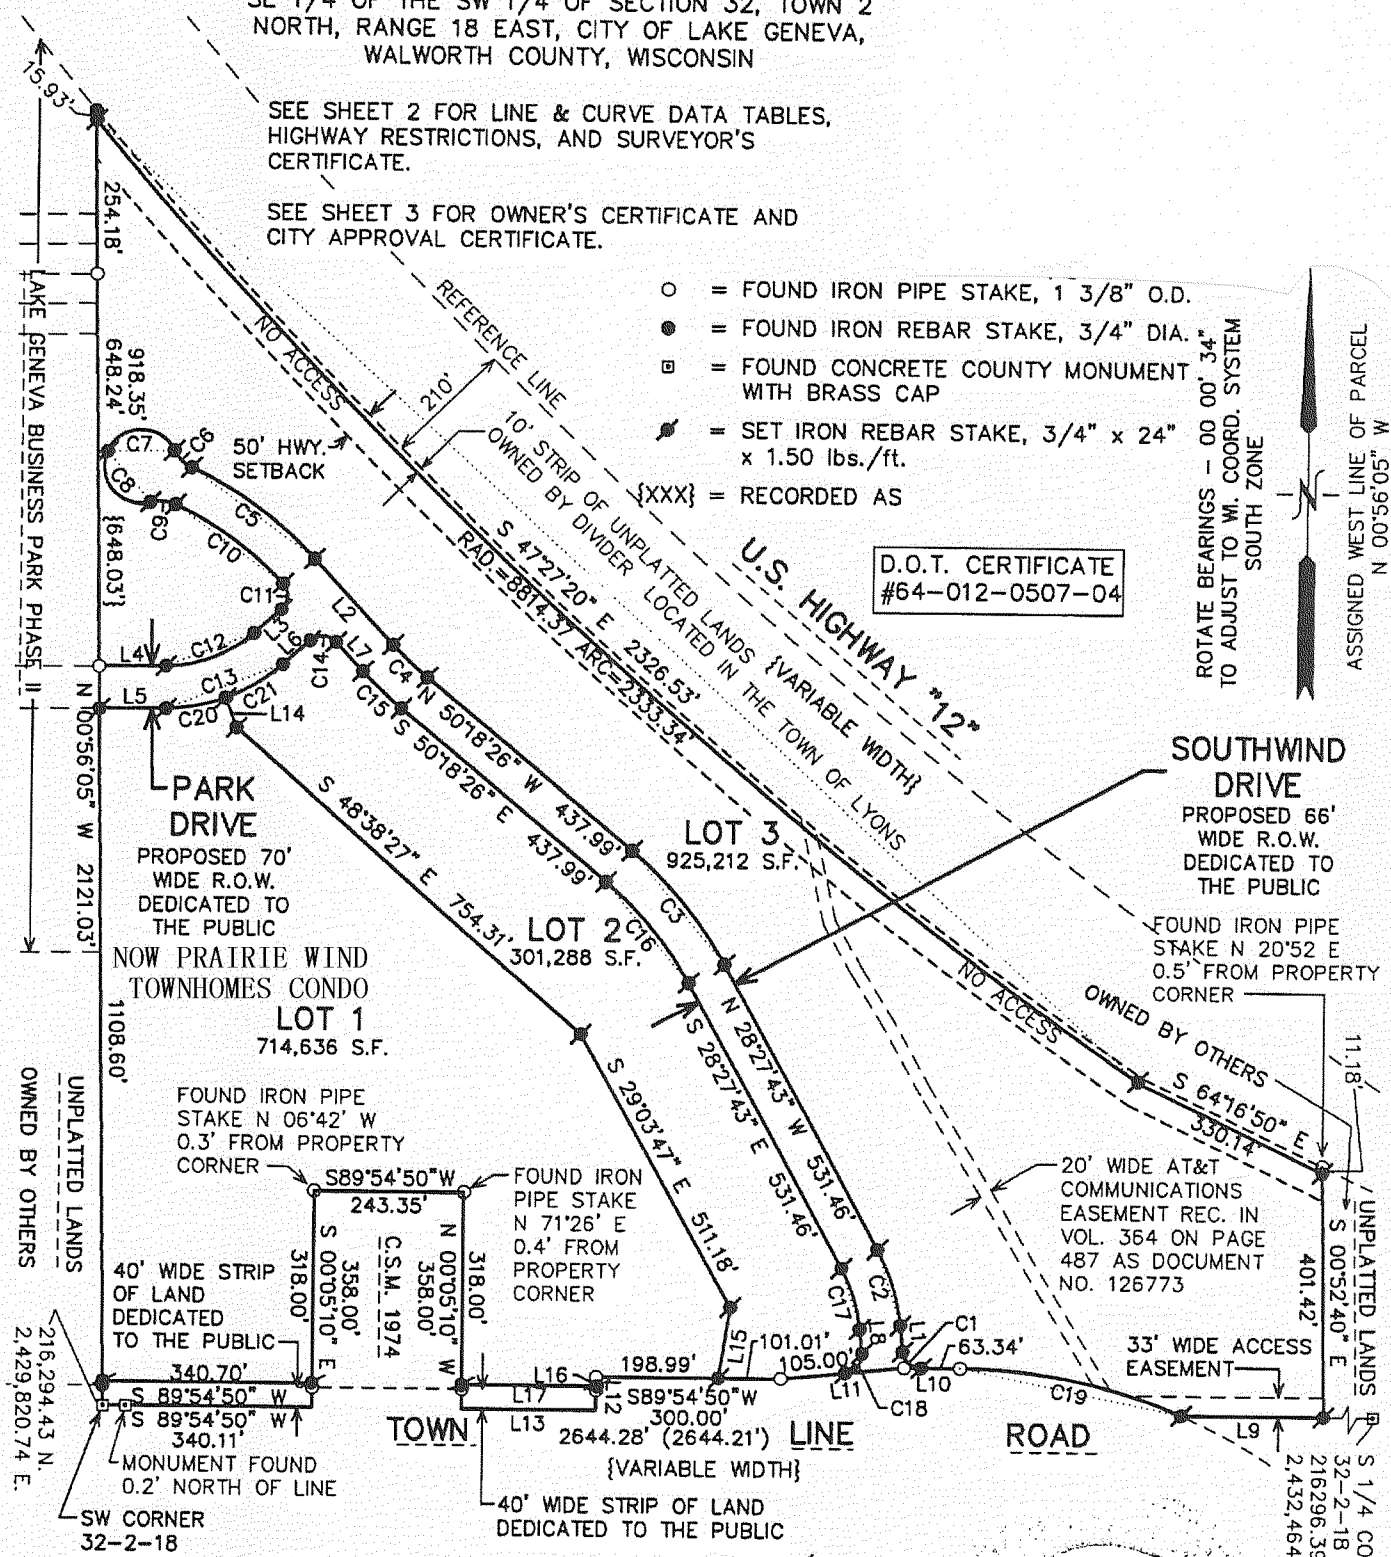 SE 1/4 OF THE SW 1/4 OF SECTION 32, TOWN 2
NORTH, RANGE 18 EAST, CITY OF LAKE GENEVA,
WALWORTH COUNTY, WISCONSIN
SEE SHEET 2 FOR LINE & CURVE DATA TABLES,
HIGHWAY RESTRICTIONS, AND SURVEYOR'S
CERTIFICATE.
SEE SHEET 3 FOR OWNER'S CERTIFICATE AND
CITY APPROVAL CERTIFICATE.
○ = FOUND IRON PIPE STAKE, 1 3/8" O.D.
● = FOUND IRON REBAR STAKE, 3/4" DIA.
= FOUND CONCRETE COUNTY MONUMENT
WITH BRASS CAP
= SET IRON REBAR STAKE, 3/4" x 24"
x 1.50 lbs./ft.
{XXX} = RECORDED AS
D.O.T. CERTIFICATE
#64-012-0507-04
ROTATE BEARINGS - 00 00' 34"
TO ADJUST TO WI. COORD. SYSTEM
SOUTH ZONE
N
ASSIGNED WEST LINE OF PARCEL
N 00°56'05" W
15.93'
254.18'
918.35'
648.24'
{648.03'}
LAKE GENEVA BUSINESS PARK PHASE II
N 00°56'05" W 2121.03'
1108.60'
NO ACCESS
REFERENCE LINE
210'
50' HWY.
SETBACK
10' STRIP OF UNPLATTED LANDS {VARIABLE WIDTH}
OWNED BY DIVIDER LOCATED IN THE TOWN OF LYONS
U.S. HIGHWAY "12"
S 47°27'20" E 2326.53'
RAD.=8814.37 ARC=2333.34'
C7
C6
C8
C9
C5
C10
C11
L2
L3
C12
L4
L6
C14
L7
C4
C13
C21
L5
C20
L14
C15
N 50°18'26" W 437.99'
S 50°18'26" E 437.99'
S 48°38'27" E 754.31'
PARK
DRIVE
PROPOSED 70'
WIDE R.O.W.
DEDICATED TO
THE PUBLIC
NOW PRAIRIE WIND
TOWNHOMES CONDO
LOT 1
714,636 S.F.
LOT 2
301,288 S.F.
LOT 3
925,212 S.F.
C3
C16
SOUTHWIND
DRIVE
PROPOSED 66'
WIDE R.O.W.
DEDICATED TO
THE PUBLIC
FOUND IRON PIPE
STAKE N 20°52 E
0.5' FROM PROPERTY
CORNER
NO ACCESS
OWNED BY OTHERS
11.18'
S 64°16'50" E
330.14'
N 28°27'43" W 531.46'
S 28°27'43" E 531.46'
S 29°03'47" E 511.18'
UNPLATTED LANDS
OWNED BY OTHERS
FOUND IRON PIPE
STAKE N 06°42' W
0.3' FROM PROPERTY
CORNER
S89°54'50"W
243.35'
FOUND IRON
PIPE STAKE
N 71°26' E
0.4' FROM
PROPERTY
CORNER
S 00°05'10" E
358.00'
318.00'
C.S.M. 1974
N 00°05'10" W
358.00'
318.00'
20' WIDE AT&T
COMMUNICATIONS
EASEMENT REC. IN
VOL. 364 ON PAGE
487 AS DOCUMENT
NO. 126773
UNPLATTED LANDS
S 00°52'40" E
401.42'
40' WIDE STRIP
OF LAND
DEDICATED
TO THE PUBLIC
C2
C17
L8
L1
C1
63.34'
33' WIDE ACCESS
EASEMENT
L15
101.01'
105.00'
198.99'
L16
L17
L12
L11
L10
C18
C19
L9
340.70'
S 89°54'50" W
S 89°54'50" W
340.11'
S89°54'50"W
300.00'
L13
2644.28' (2644.21')
{VARIABLE WIDTH}
TOWN LINE ROAD
MONUMENT FOUND
0.2' NORTH OF LINE
40' WIDE STRIP OF LAND
DEDICATED TO THE PUBLIC
SW CORNER
32-2-18
216,294.43 N.
2,429,820.74 E.
S 1/4 CO
32-2-18
216296.39
2,432,464